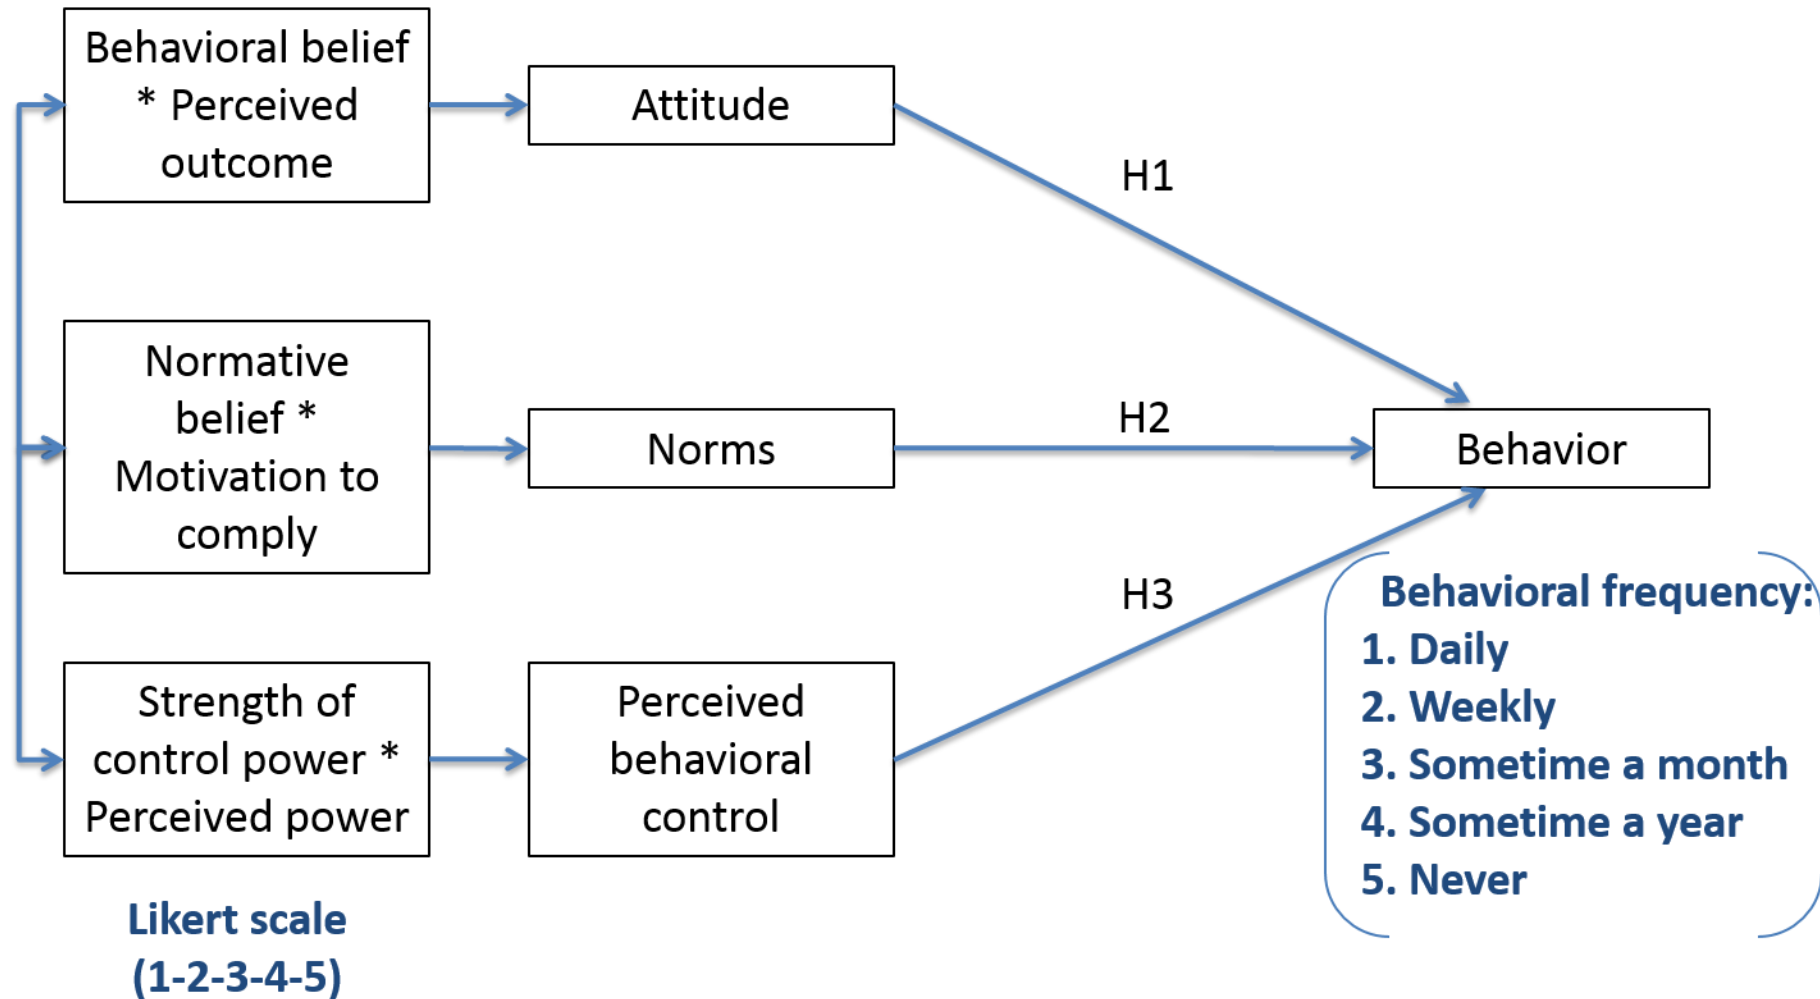 Behavioral belief
* Perceived
outcome
Attitude
H1
Normative
belief *
Motivation to
comply
Norms
H2
Behavior
Strength of
control power *
Perceived power
Perceived
behavioral
control
H3
Behavioral frequency:
1. Daily
2. Weekly
3. Sometime a month
4. Sometime a year
5. Never
Likert scale
(1-2-3-4-5)